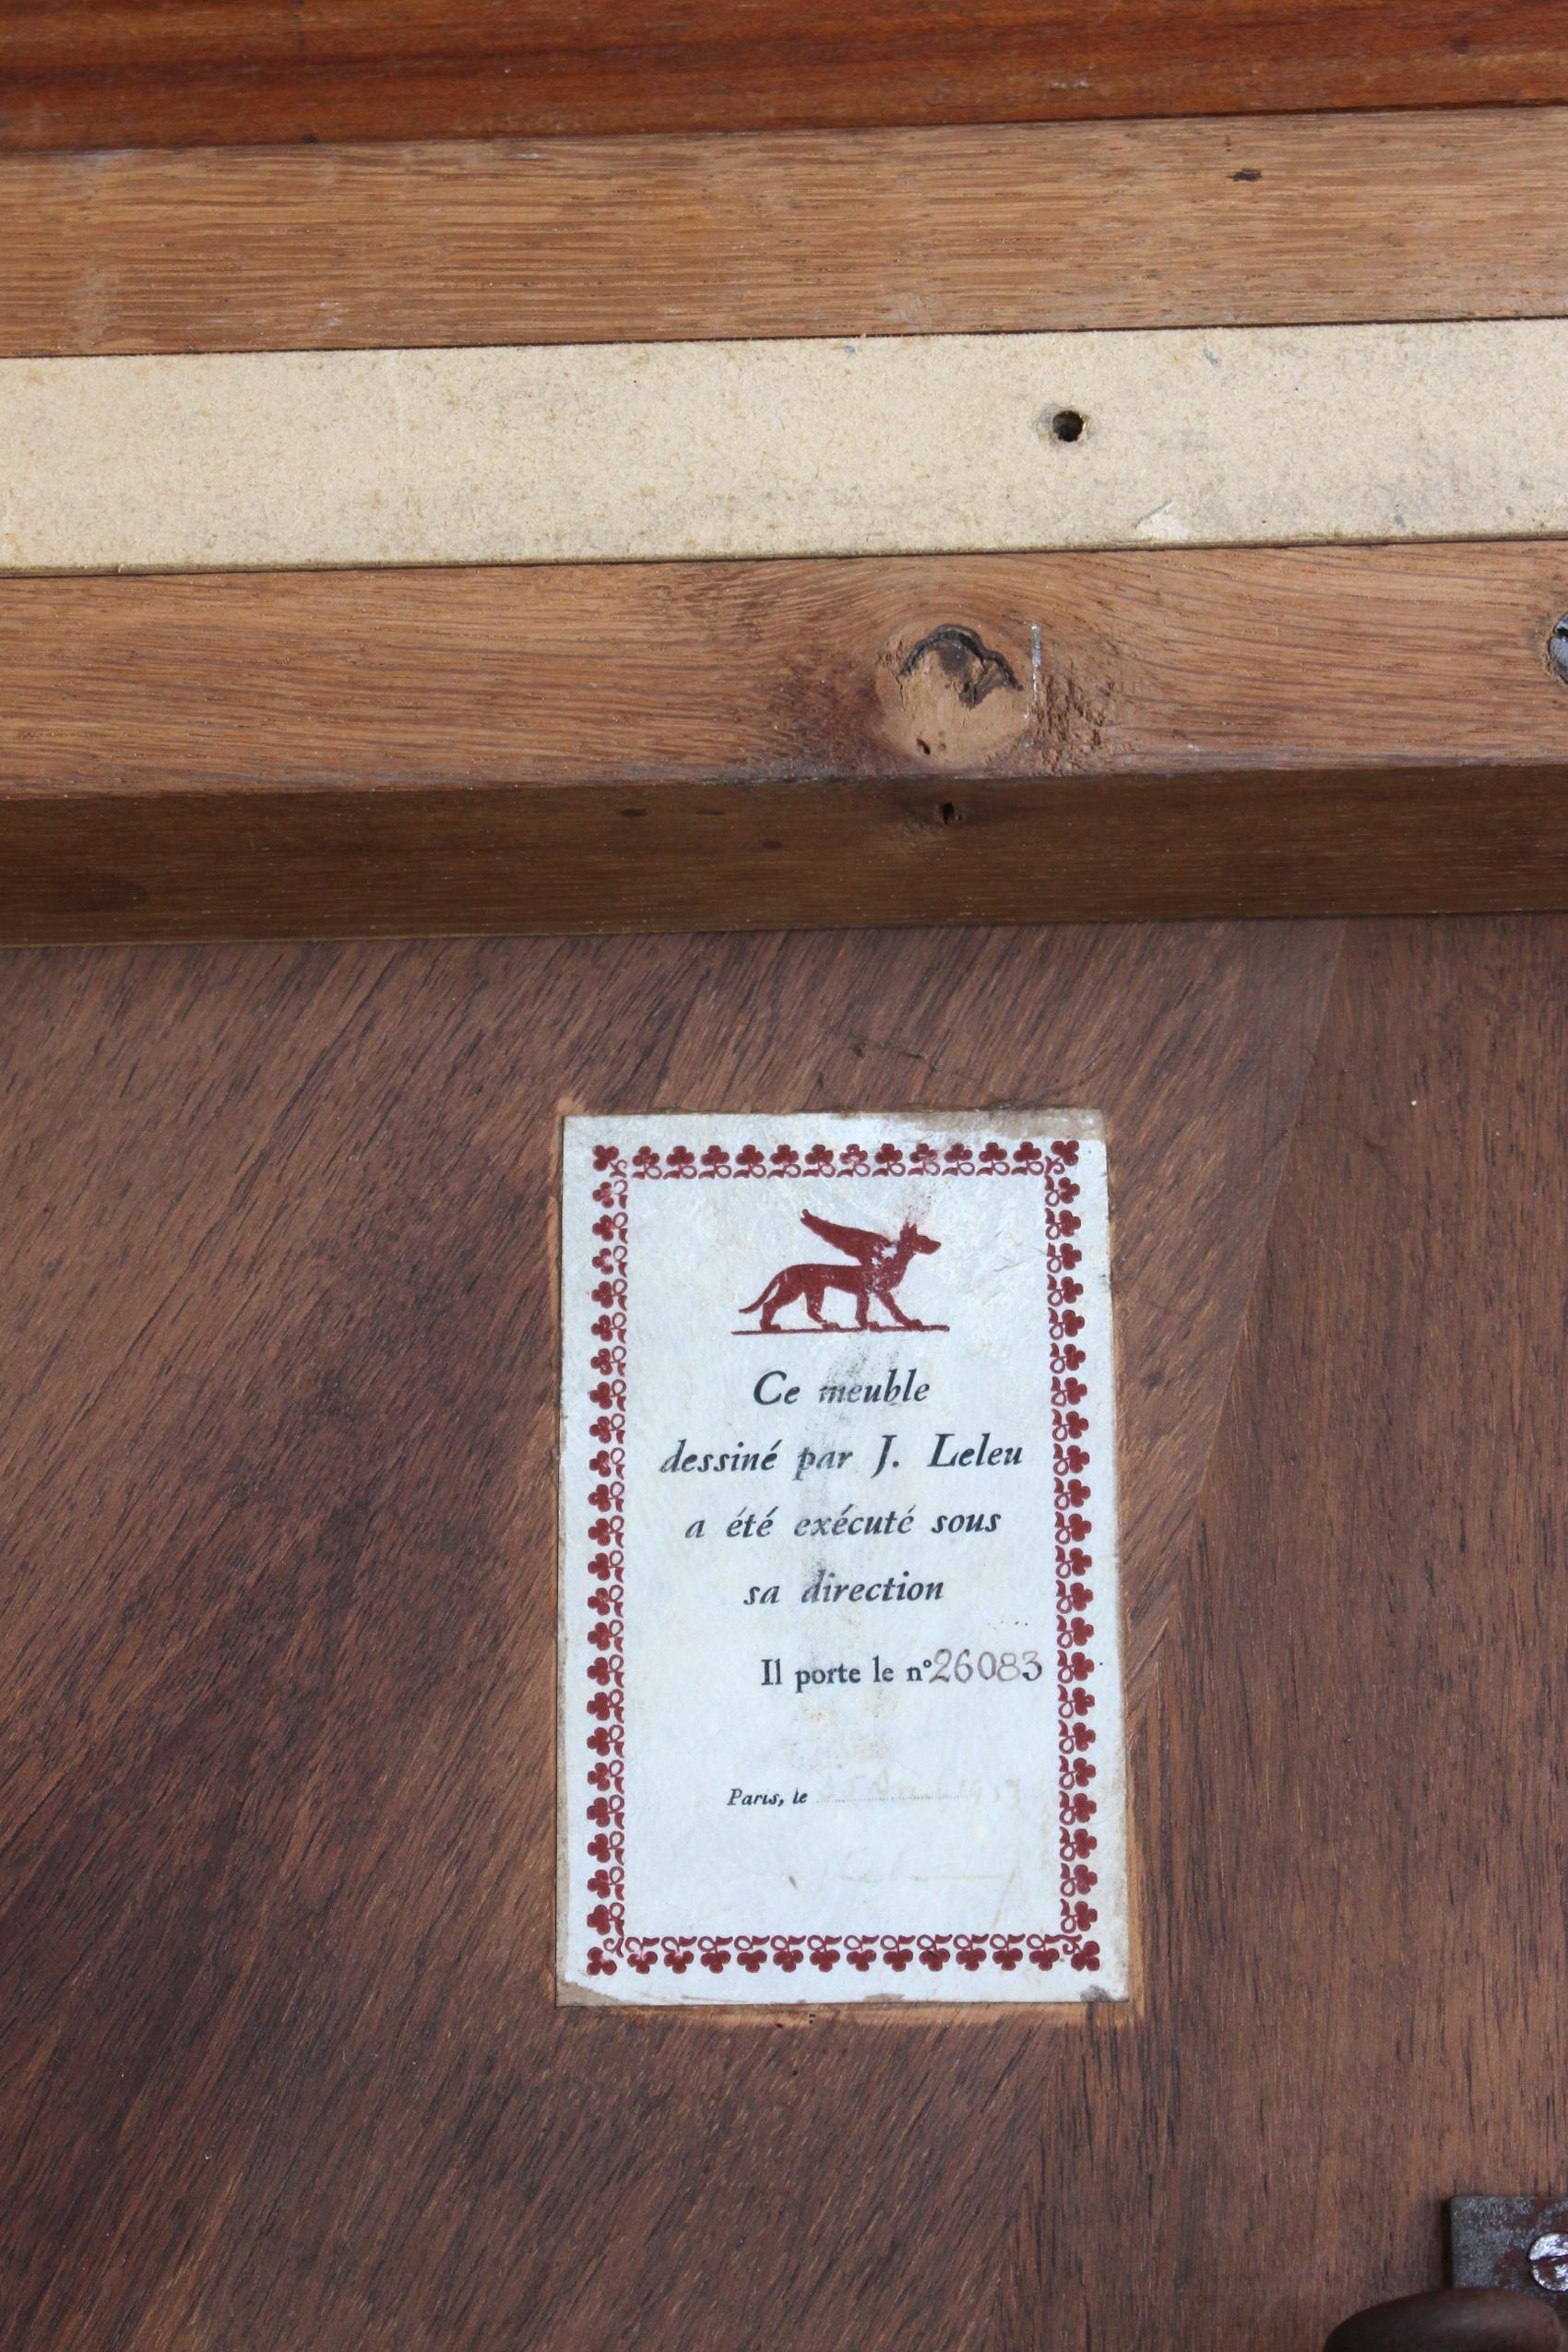 Ce meuble
dessiné par J. Leleu
a été exécuté sous
sa direction
Il porte le n° 26083
Paris, le